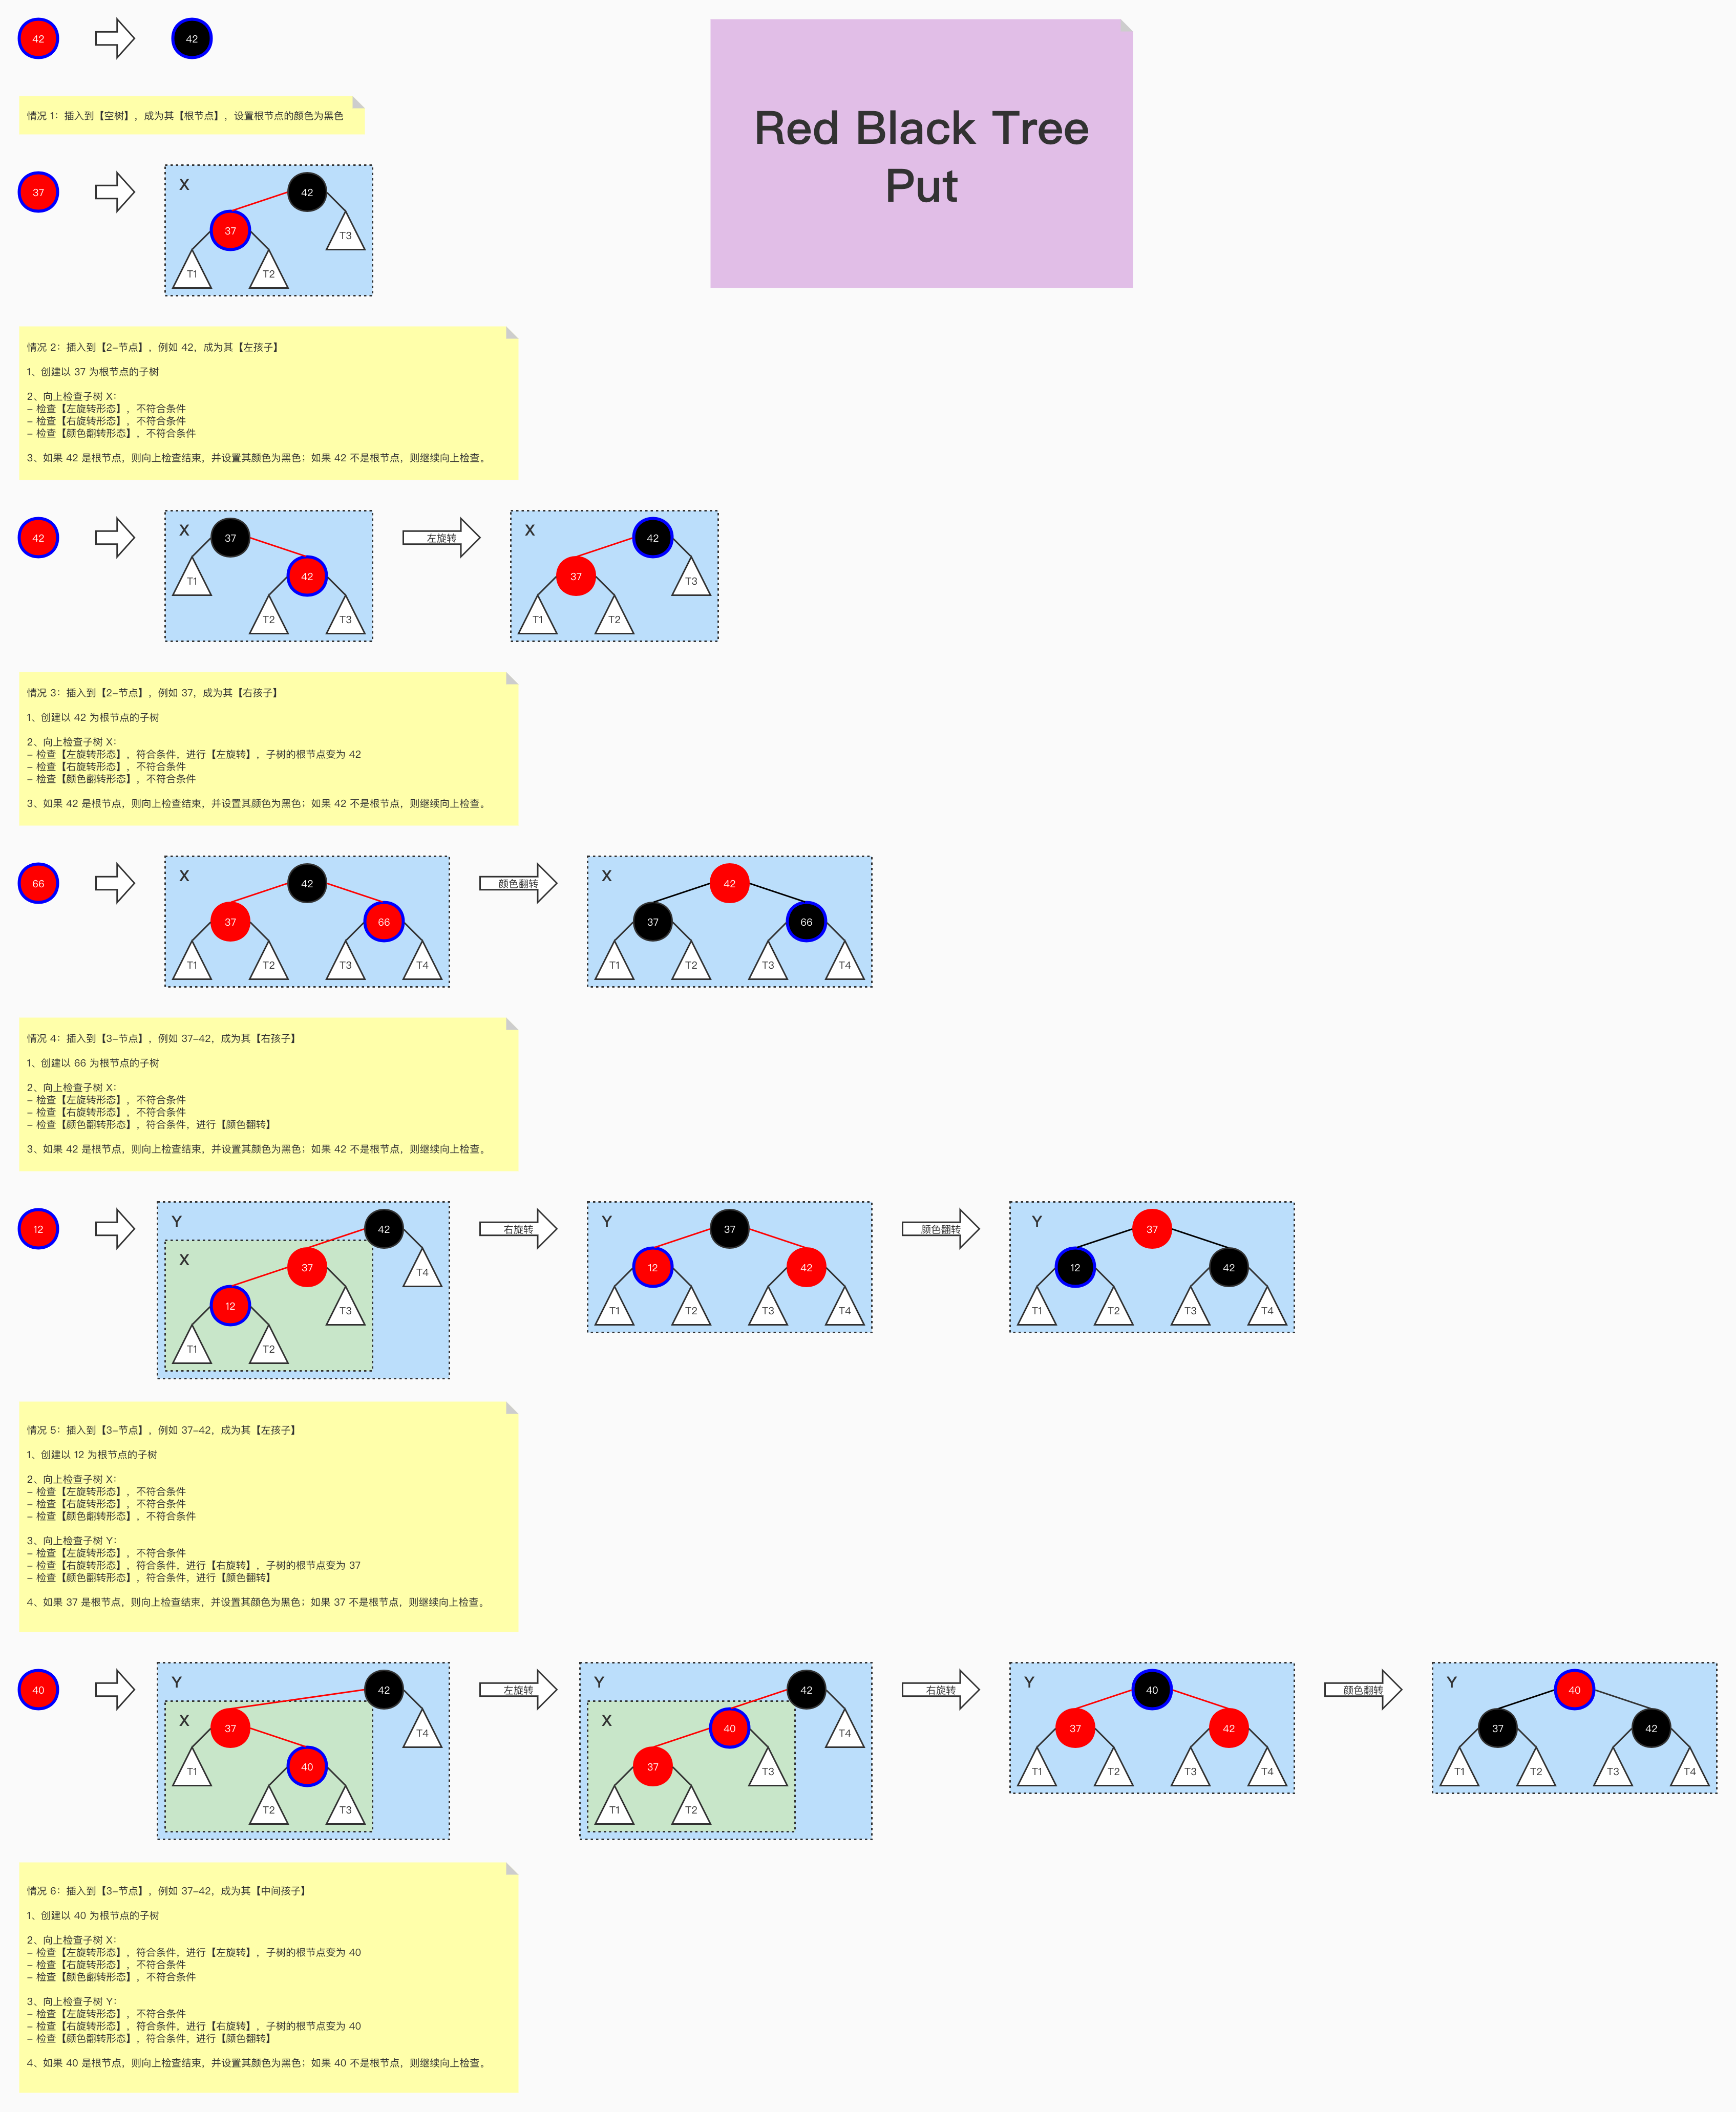 42
42
Red Black Tree
Put
情况 1：插入到【空树】，成为其【根节点】，设置根节点的颜色为黑色
37
X
42
37
T3
T1
T2
情况 2：插入到【2-节点】，例如 42，成为其【左孩子】
1、创建以 37 为根节点的子树
2、向上检查子树 X：
- 检查【左旋转形态】，不符合条件
- 检查【右旋转形态】，不符合条件
- 检查【颜色翻转形态】，不符合条件
3、如果 42 是根节点，则向上检查结束，并设置其颜色为黑色；如果 42 不是根节点，则继续向上检查。
42
X
37
T1
42
T2
T3
左旋转
X
42
37
T3
T1
T2
情况 3：插入到【2-节点】，例如 37，成为其【右孩子】
1、创建以 42 为根节点的子树
2、向上检查子树 X：
- 检查【左旋转形态】，符合条件，进行【左旋转】，子树的根节点变为 42
- 检查【右旋转形态】，不符合条件
- 检查【颜色翻转形态】，不符合条件
3、如果 42 是根节点，则向上检查结束，并设置其颜色为黑色；如果 42 不是根节点，则继续向上检查。
66
X
42
37
66
T1
T2
T3
T4
颜色翻转
X
42
37
66
T1
T2
T3
T4
情况 4：插入到【3-节点】，例如 37-42，成为其【右孩子】
1、创建以 66 为根节点的子树
2、向上检查子树 X：
- 检查【左旋转形态】，不符合条件
- 检查【右旋转形态】，不符合条件
- 检查【颜色翻转形态】，符合条件，进行【颜色翻转】
3、如果 42 是根节点，则向上检查结束，并设置其颜色为黑色；如果 42 不是根节点，则继续向上检查。
12
Y
42
X
37
T4
12
T3
T1
T2
右旋转
Y
37
12
42
T1
T2
T3
T4
颜色翻转
Y
37
12
42
T1
T2
T3
T4
情况 5：插入到【3-节点】，例如 37-42，成为其【左孩子】
1、创建以 12 为根节点的子树
2、向上检查子树 X：
- 检查【左旋转形态】，不符合条件
- 检查【右旋转形态】，不符合条件
- 检查【颜色翻转形态】，不符合条件
3、向上检查子树 Y：
- 检查【左旋转形态】，不符合条件
- 检查【右旋转形态】，符合条件，进行【右旋转】，子树的根节点变为 37
- 检查【颜色翻转形态】，符合条件，进行【颜色翻转】
4、如果 37 是根节点，则向上检查结束，并设置其颜色为黑色；如果 37 不是根节点，则继续向上检查。
40
Y
42
X
37
T4
T1
40
T2
T3
左旋转
Y
42
X
40
T4
37
T3
T1
T2
右旋转
Y
40
37
42
T1
T2
T3
T4
颜色翻转
Y
40
37
42
T1
T2
T3
T4
情况 6：插入到【3-节点】，例如 37-42，成为其【中间孩子】
1、创建以 40 为根节点的子树
2、向上检查子树 X：
- 检查【左旋转形态】，符合条件，进行【左旋转】，子树的根节点变为 40
- 检查【右旋转形态】，不符合条件
- 检查【颜色翻转形态】，不符合条件
3、向上检查子树 Y：
- 检查【左旋转形态】，不符合条件
- 检查【右旋转形态】，符合条件，进行【右旋转】，子树的根节点变为 40
- 检查【颜色翻转形态】，符合条件，进行【颜色翻转】
4、如果 40 是根节点，则向上检查结束，并设置其颜色为黑色；如果 40 不是根节点，则继续向上检查。